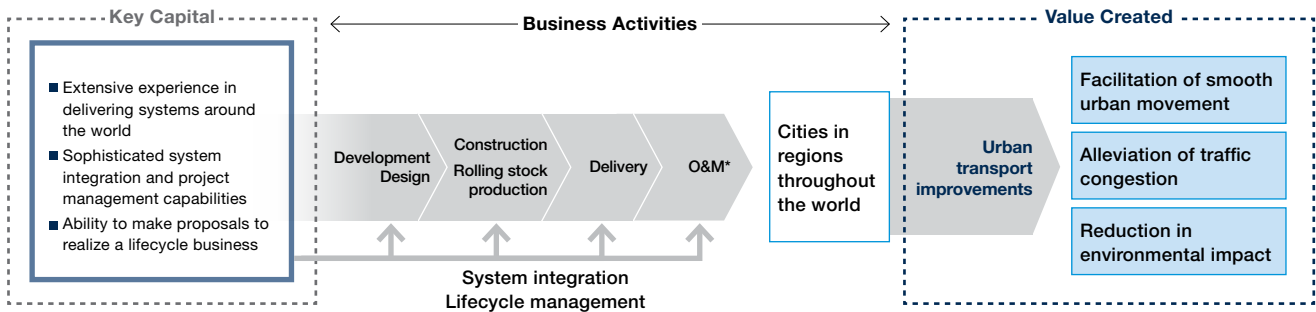 Key Capital
Business Activities
Value Created
Extensive experience in
delivering systems around
the world
Sophisticated system
integration and project
management capabilities
Ability to make proposals to
realize a lifecycle business
Development
Design
Construction
Rolling stock
production
Delivery
O&M*
System integration
Lifecycle management
Cities in
regions
throughout
the world
Urban
transport
improvements
Facilitation of smooth
urban movement
Alleviation of traffic
congestion
Reduction in
environmental impact